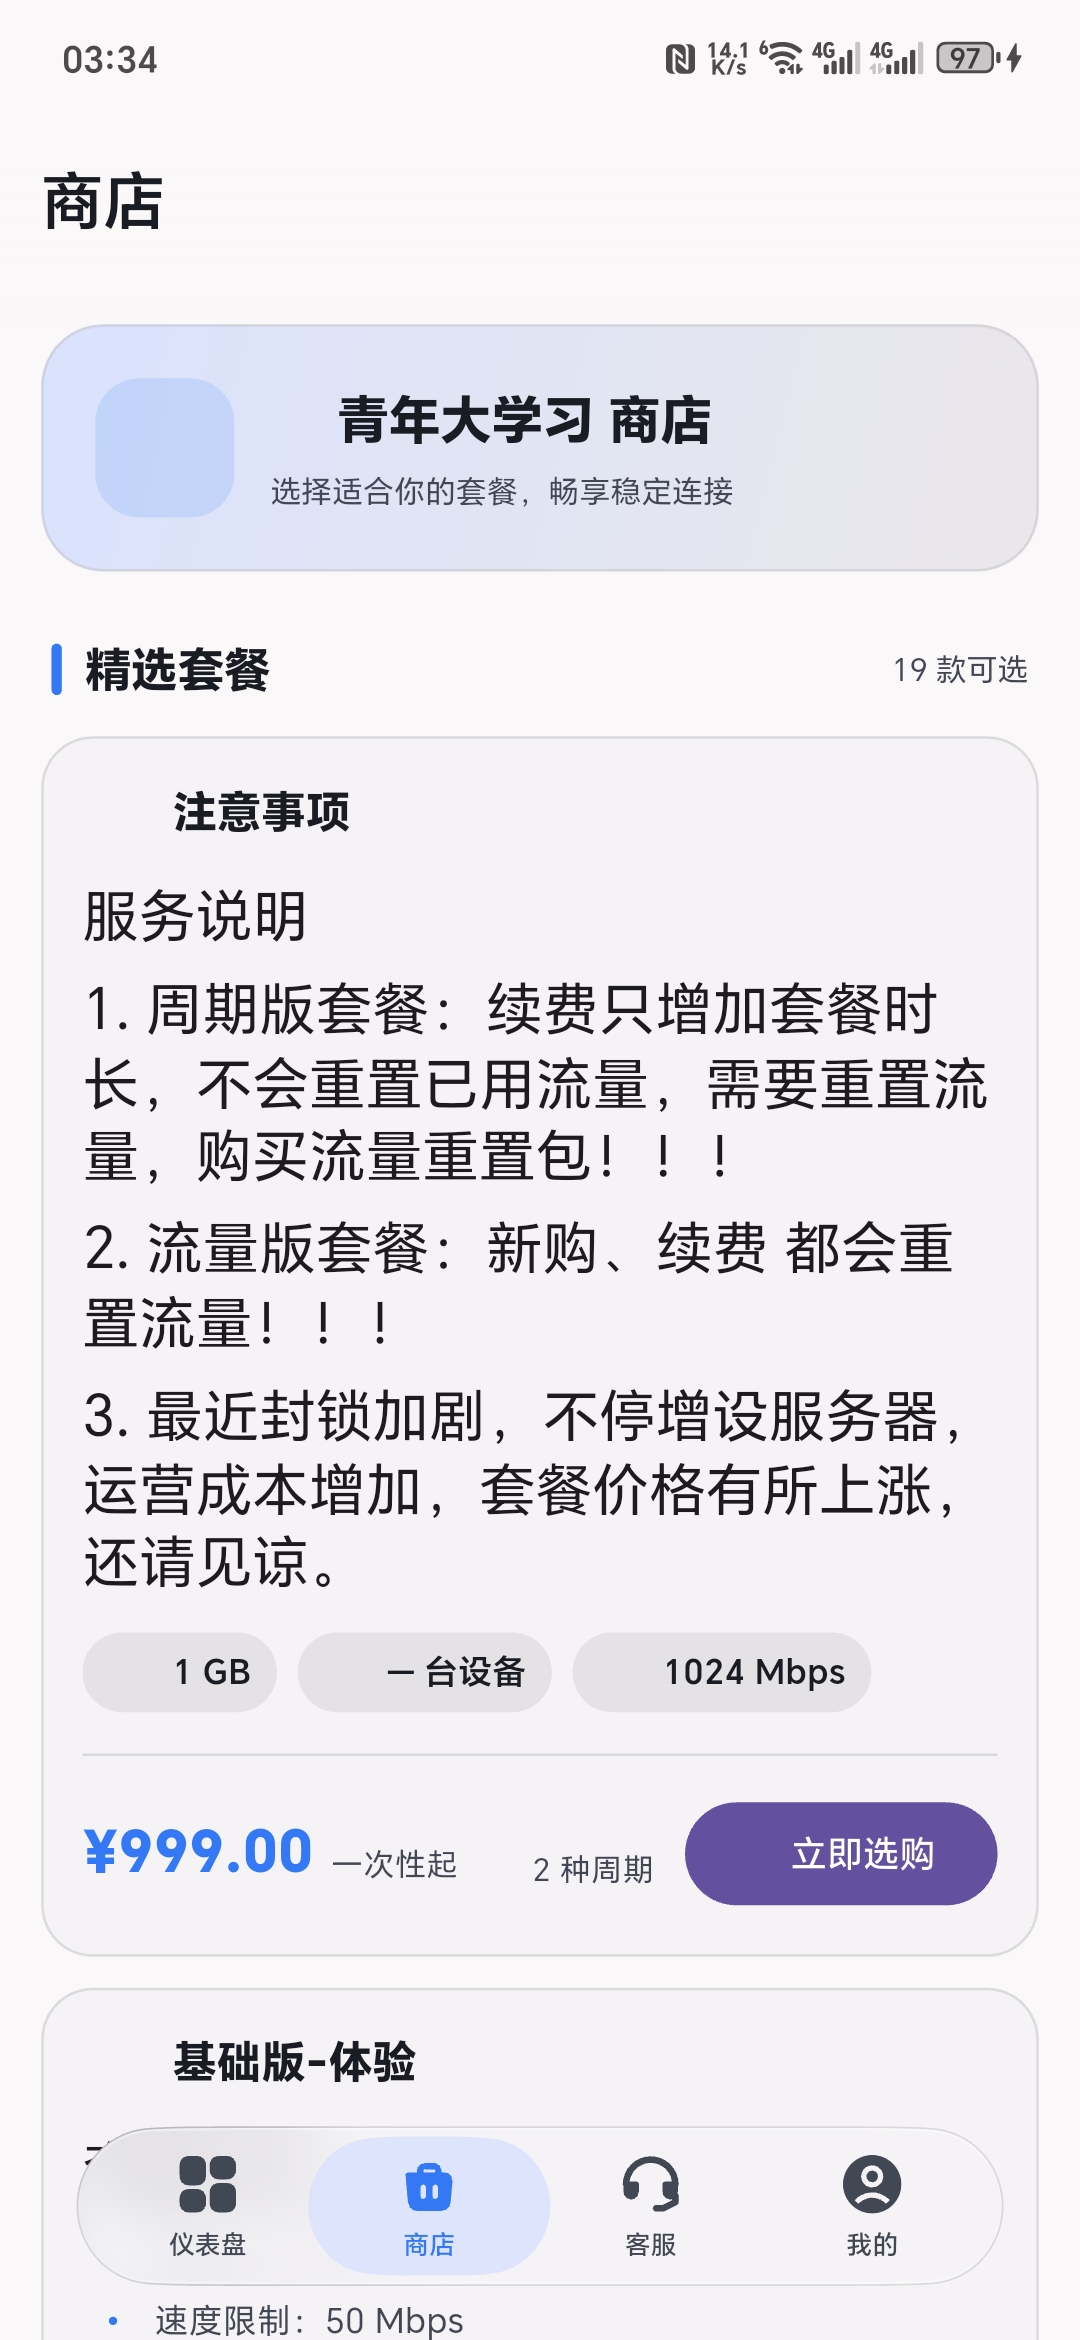 03:34
14.1 K/s 6 4G 4G 97
商店
青年大学习 商店
选择适合你的套餐，畅享稳定连接
精选套餐
19 款可选
注意事项
服务说明
1. 周期版套餐：续费只增加套餐时
长，不会重置已用流量，需要重置流
量，购买流量重置包！！！
2. 流量版套餐：新购、续费 都会重
置流量！！！
3. 最近封锁加剧，不停增设服务器，
运营成本增加，套餐价格有所上涨，
还请见谅。
1 GB
一 台设备
1024 Mbps
¥999.00 一次性起
2 种周期
立即选购
基础版-体验
仪表盘
商店
客服
我的
速度限制：50 Mbps